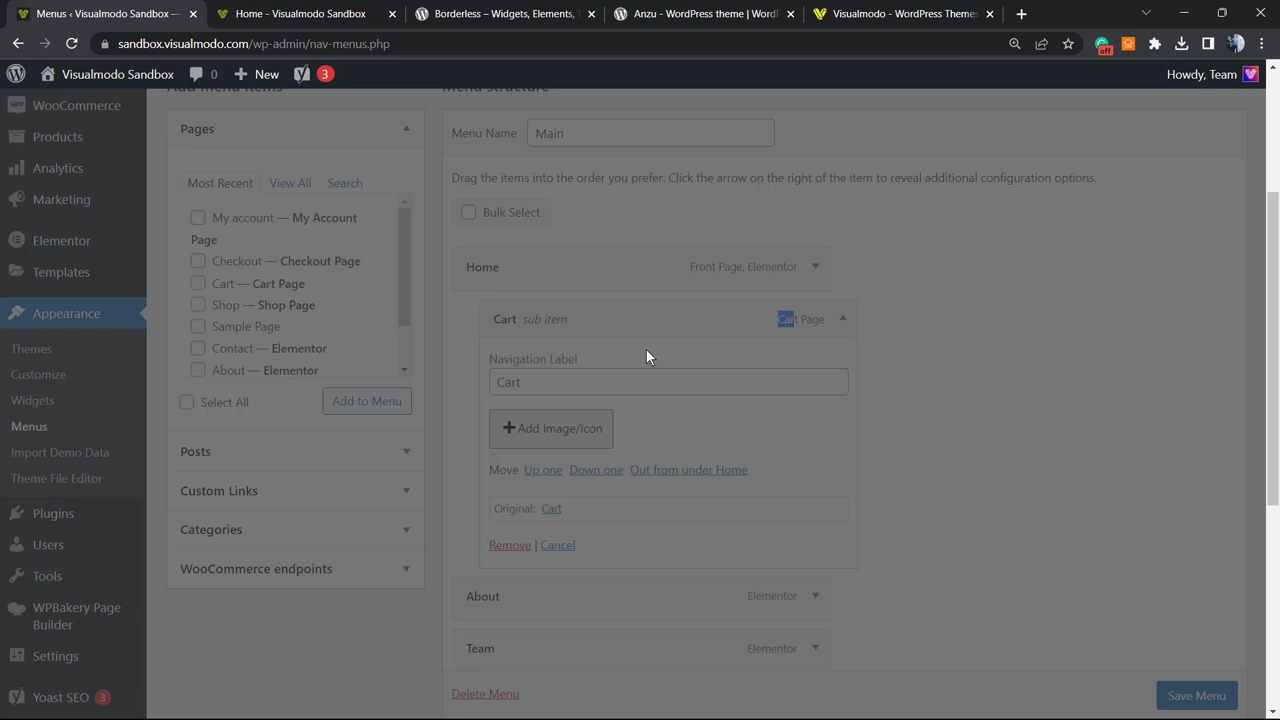 Menus ‹ Visualmodo Sandbox —
Home - Visualmodo Sandbox
Borderless – Widgets, Elements,
Anzu - WordPress theme | Word
Visualmodo - WordPress Themes
sandbox.visualmodo.com/wp-admin/nav-menus.php
off
Visualmodo Sandbox
0
New
3
Howdy, Team
WooCommerce
Products
Analytics
Marketing
Elementor
Templates
Appearance
Themes
Customize
Widgets
Menus
Import Demo Data
Theme File Editor
Plugins
Users
Tools
WPBakery Page
Builder
Settings
Yoast SEO 3
Add menu items
Pages
Most Recent
View All
Search
My account — My Account
Page
Checkout — Checkout Page
Cart — Cart Page
Shop — Shop Page
Sample Page
Contact — Elementor
About — Elementor
Select All
Add to Menu
Posts
Custom Links
Categories
WooCommerce endpoints
Menu structure
Menu Name
Main
Drag the items into the order you prefer. Click the arrow on the right of the item to reveal additional configuration options.
Bulk Select
Home
Front Page, Elementor
Cart sub item
Cart Page
Navigation Label
Cart
Add Image/Icon
Move Up one Down one Out from under Home
Original: Cart
Remove | Cancel
About
Elementor
Team
Elementor
Delete Menu
Save Menu